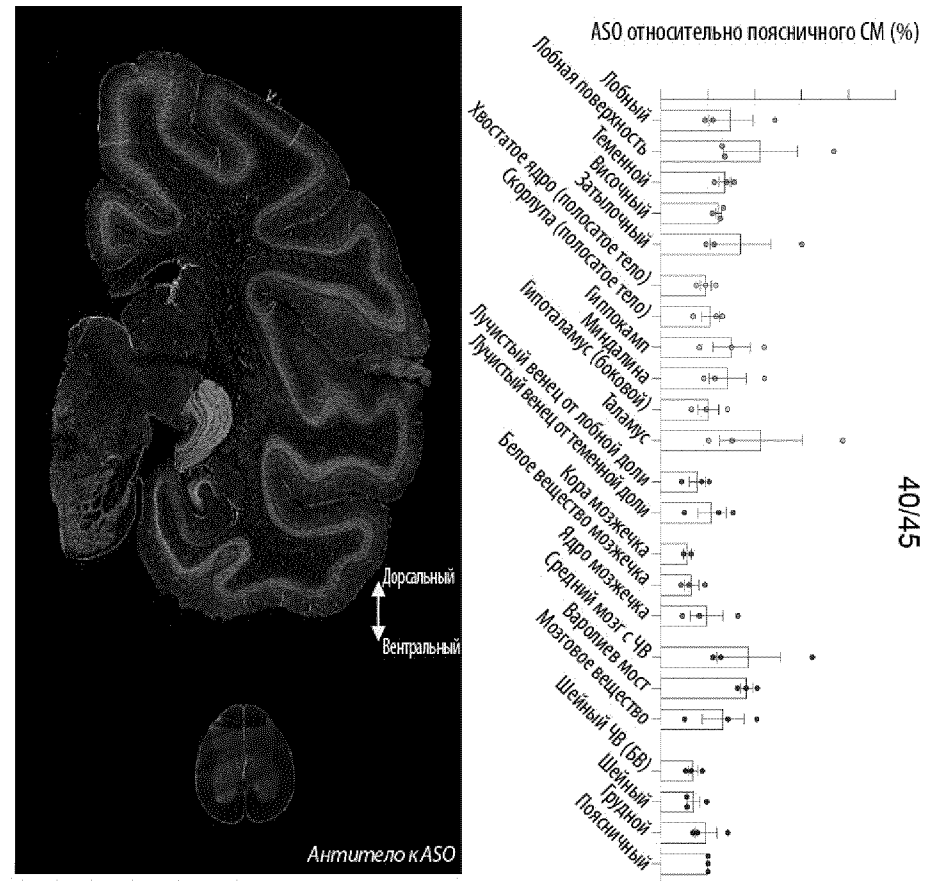 ASO относительно поясничного СМ (%)
Лобный
Лобная поверхность
Теменной
Височный
Затылочный
Хвостатое ядро (полосатое тело)
Скорлупа (полосатое тело)
Гиппокамп
Миндалина
Гипоталамус (боковой)
Таламус
Лучистый венец от лобной доли
Лучистый венец от теменной доли
Кора мозжечка
Белое вещество мозжечка
Ядро мозжечка
Средний мозг с ЧВ
Варолиев мост
Мозговое вещество
Шейный ЧВ (БВ)
Шейный
Грудной
Поясничный
40/45
Дорсальный
Вентральный
Антитело к ASO